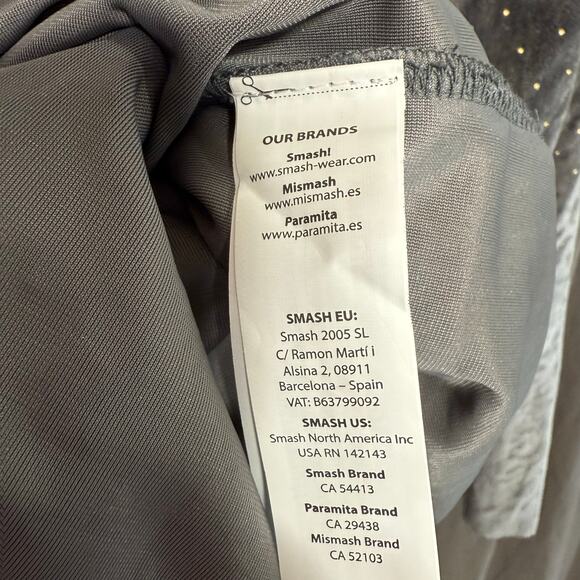 OUR BRANDS
Smash!
www.smash-wear.com
Mismash
www.mismash.es
Paramita
www.paramita.es
SMASH EU:
Smash 2005 SL
C/ Ramon Martí i
Alsina 2, 08911
Barcelona – Spain
VAT: B63799092
SMASH US:
Smash North America Inc
USA RN 142143
Smash Brand
CA 54413
Paramita Brand
CA 29438
Mismash Brand
CA 52103